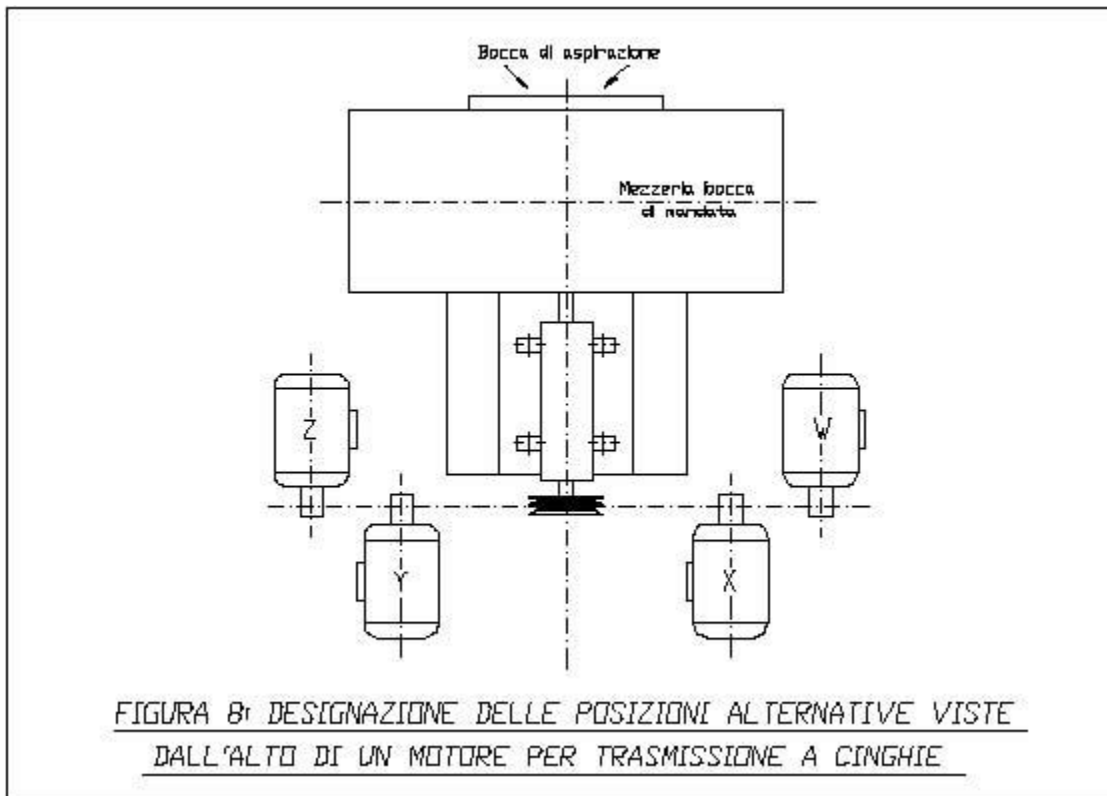 Bocca di aspirazione
Mezzeria bocca
di mandata
Z
W
Y
X
FIGURA 8: DESIGNAZIONE DELLE POSIZIONI ALTERNATIVE VISTE
DALL'ALTO DI UN MOTORE PER TRASMISSIONE A CINGHIE